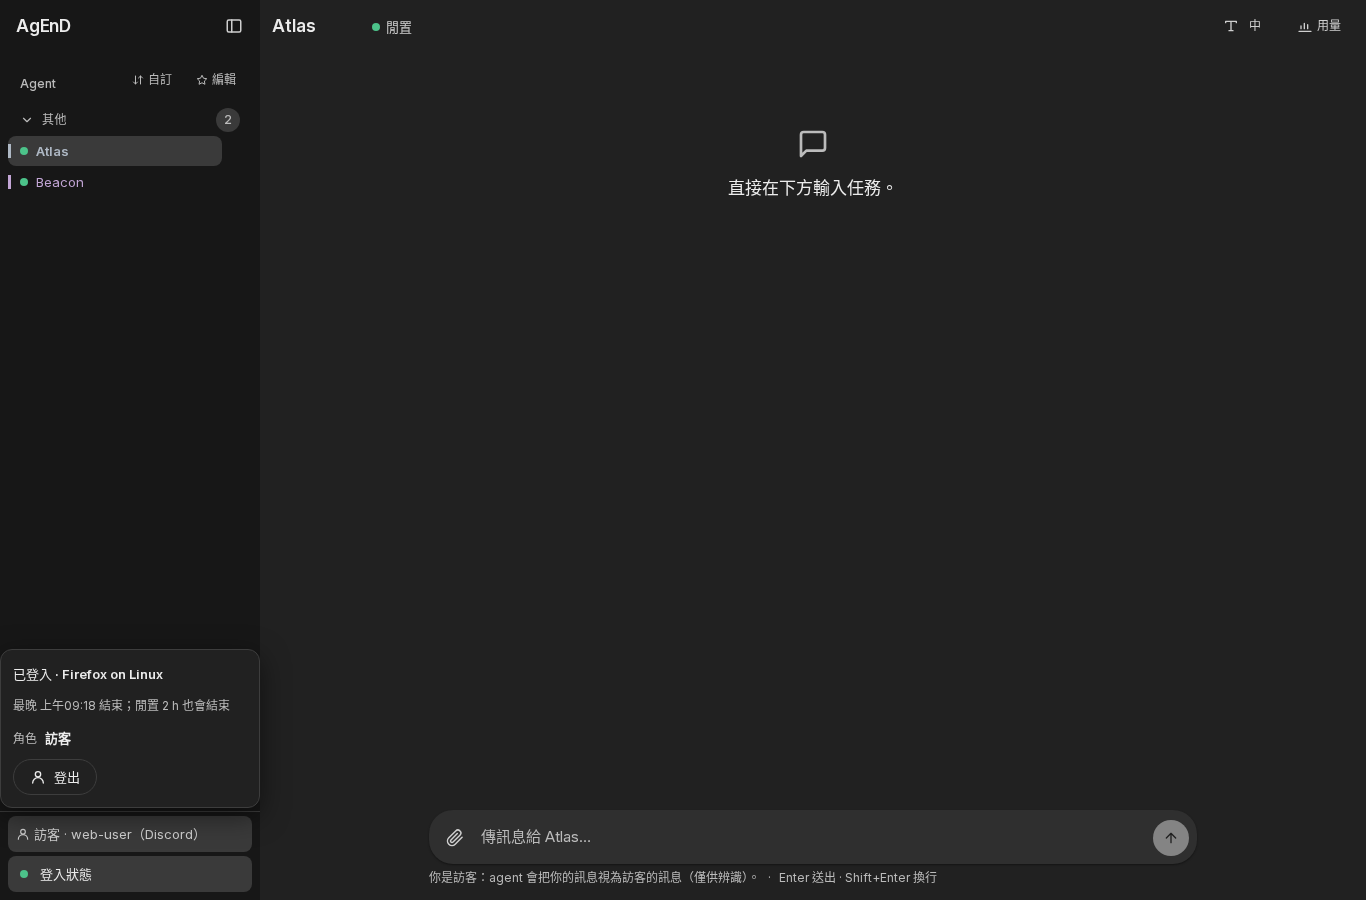 AgEnD
Atlas
閒置
中
用量
Agent
自訂
編輯
其他
2
Atlas
Beacon
直接在下方輸入任務。
已登入 · Firefox on Linux
最晚 上午09:18 結束；閒置 2 h 也會結束
角色 訪客
登出
訪客 · web-user（Discord）
登入狀態
傳訊息給 Atlas...
你是訪客：agent 會把你的訊息視為訪客的訊息（僅供辨識）。 · Enter 送出 · Shift+Enter 換行